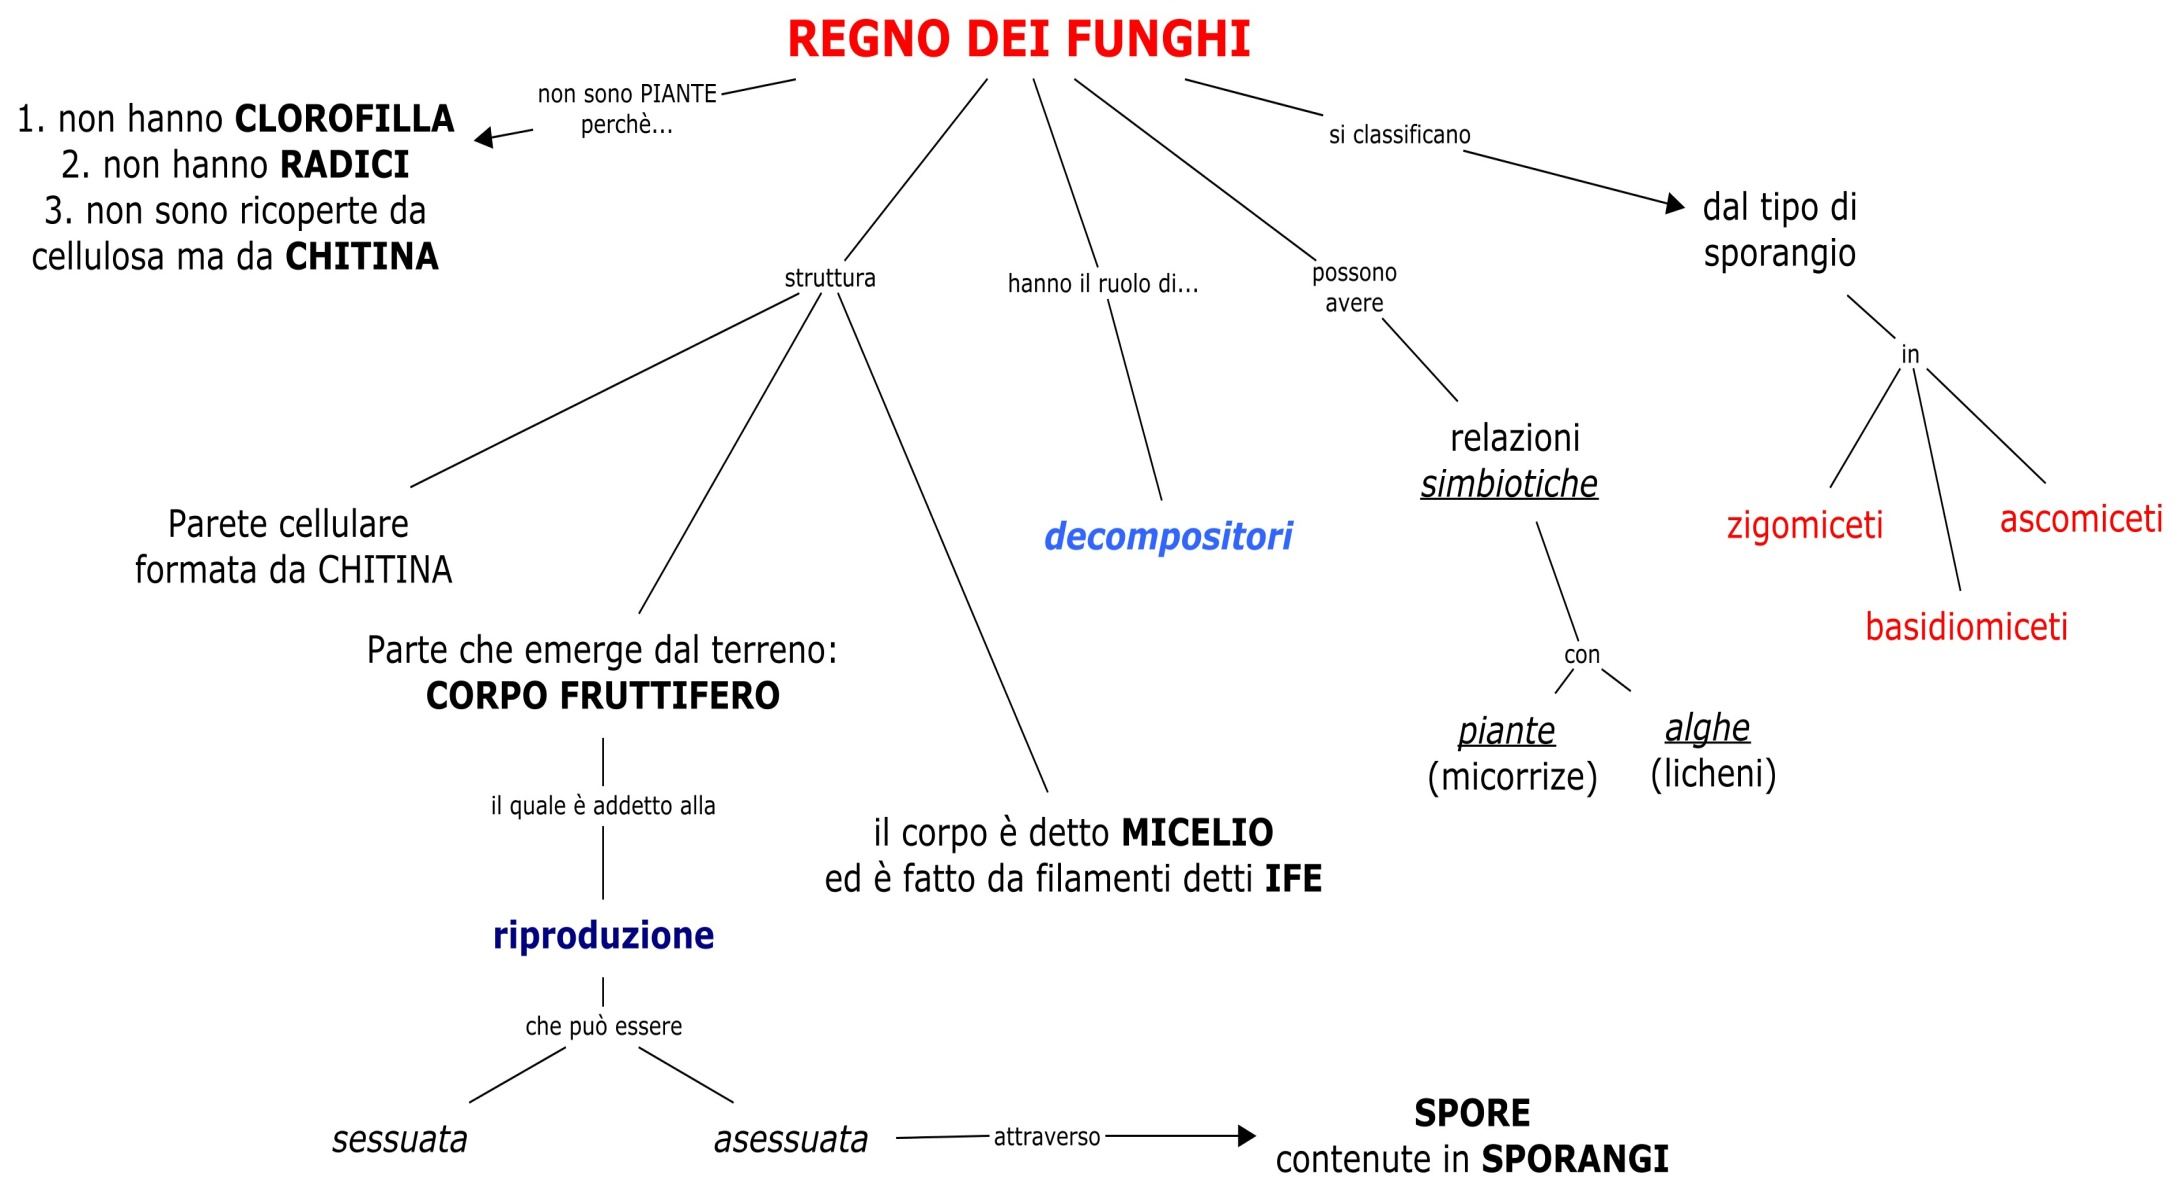 REGNO DEI FUNGHI
non sono PIANTE
perchè...
1. non hanno CLOROFILLA
2. non hanno RADICI
3. non sono ricoperte da
cellulosa ma da CHITINA
struttura
Parete cellulare
formata da CHITINA
Parte che emerge dal terreno:
CORPO FRUTTIFERO
il quale è addetto alla
riproduzione
che può essere
sessuata
asessuata
attraverso
SPORE
contenute in SPORANGI
il corpo è detto MICELIO
ed è fatto da filamenti detti IFE
hanno il ruolo di...
decompositori
possono
avere
relazioni
simbiotiche
con
piante
(micorrize)
alghe
(licheni)
si classificano
dal tipo di
sporangio
in
zigomiceti
basidiomiceti
ascomiceti